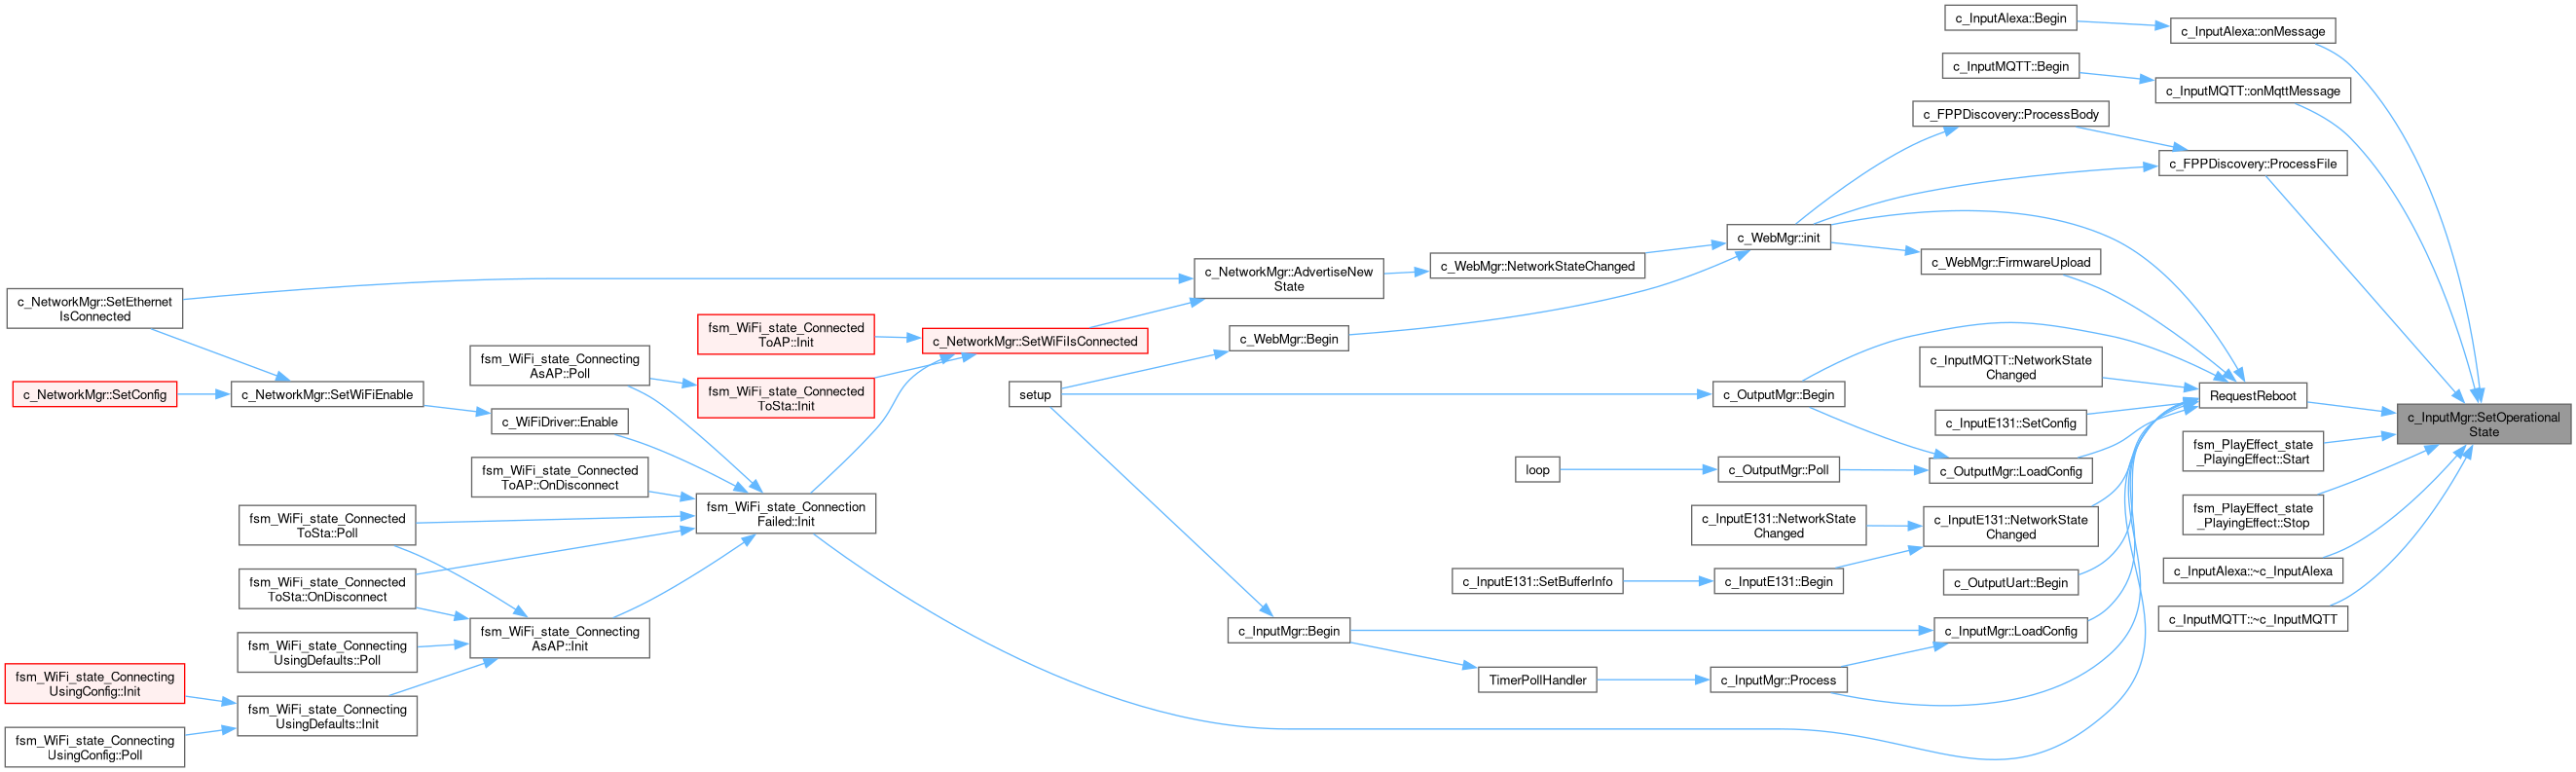 c_InputAlexa::Begin
c_InputAlexa::onMessage
c_InputMQTT::Begin
c_InputMQTT::onMqttMessage
c_FPPDiscovery::ProcessBody
c_FPPDiscovery::ProcessFile
c_WebMgr::init
c_WebMgr::FirmwareUpload
c_WebMgr::NetworkStateChanged
c_NetworkMgr::AdvertiseNew
State
c_NetworkMgr::SetEthernet
IsConnected
fsm_WiFi_state_Connected
ToAP::Init
c_NetworkMgr::SetWiFiIsConnected
c_WebMgr::Begin
fsm_WiFi_state_Connecting
AsAP::Poll
c_InputMQTT::NetworkState
Changed
c_NetworkMgr::SetConfig
c_NetworkMgr::SetWiFiEnable
fsm_WiFi_state_Connected
ToSta::Init
setup
c_OutputMgr::Begin
RequestReboot
c_WiFiDriver::Enable
c_InputE131::SetConfig
c_InputMgr::SetOperational
State
fsm_PlayEffect_state
_PlayingEffect::Start
fsm_WiFi_state_Connected
ToAP::OnDisconnect
loop
c_OutputMgr::Poll
c_OutputMgr::LoadConfig
fsm_WiFi_state_Connection
Failed::Init
fsm_PlayEffect_state
_PlayingEffect::Stop
fsm_WiFi_state_Connected
ToSta::Poll
c_InputE131::NetworkState
Changed
c_InputE131::NetworkState
Changed
c_InputAlexa::~c_InputAlexa
fsm_WiFi_state_Connected
ToSta::OnDisconnect
c_InputE131::SetBufferInfo
c_InputE131::Begin
c_OutputUart::Begin
c_InputMQTT::~c_InputMQTT
fsm_WiFi_state_Connecting
AsAP::Init
c_InputMgr::Begin
c_InputMgr::LoadConfig
fsm_WiFi_state_Connecting
UsingDefaults::Poll
TimerPollHandler
c_InputMgr::Process
fsm_WiFi_state_Connecting
UsingConfig::Init
fsm_WiFi_state_Connecting
UsingDefaults::Init
fsm_WiFi_state_Connecting
UsingConfig::Poll